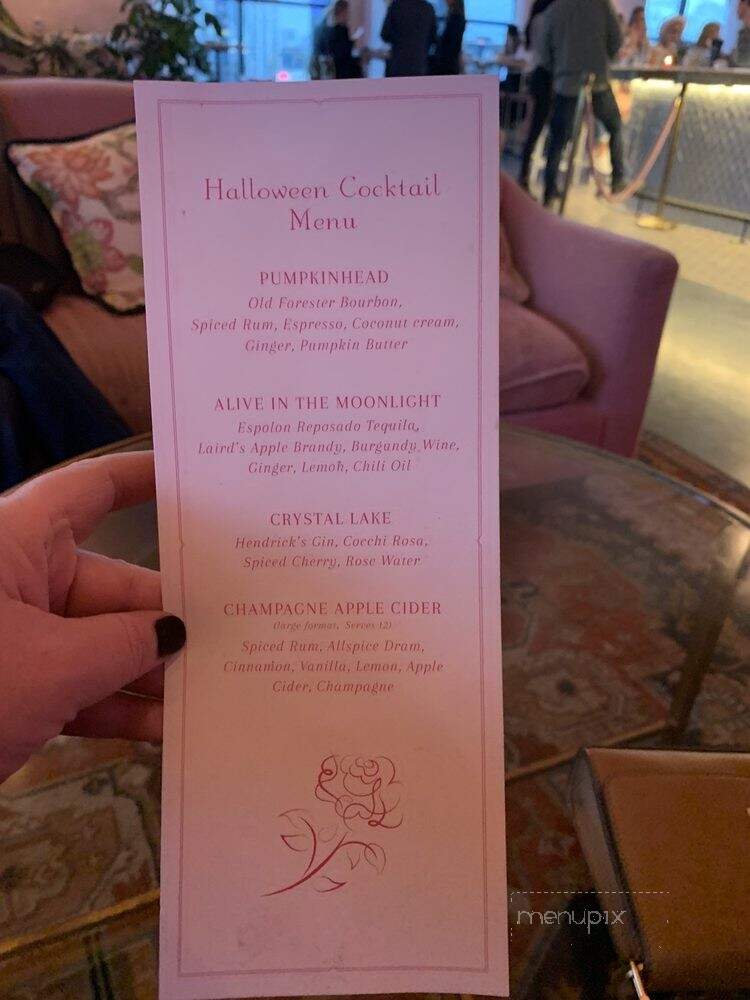 Halloween Cocktail
Menu
PUMPKINHEAD
Old Forester Bourbon,
Spiced Rum, Espresso, Coconut cream,
Ginger, Pumpkin Butter
ALIVE IN THE MOONLIGHT
Espolon Reposado Tequila,
Laird's Apple Brandy, Burgundy Wine,
Ginger, Lemon, Chili Oil
CRYSTAL LAKE
Hendrick's Gin, Cocchi Rosa,
Spiced Cherry, Rose Water
CHAMPAGNE APPLE CIDER
(large format, Serves 12)
Spiced Rum, Allspice Dram,
Cinnamon, Vanilla, Lemon, Apple
Cider, Champagne
menupix